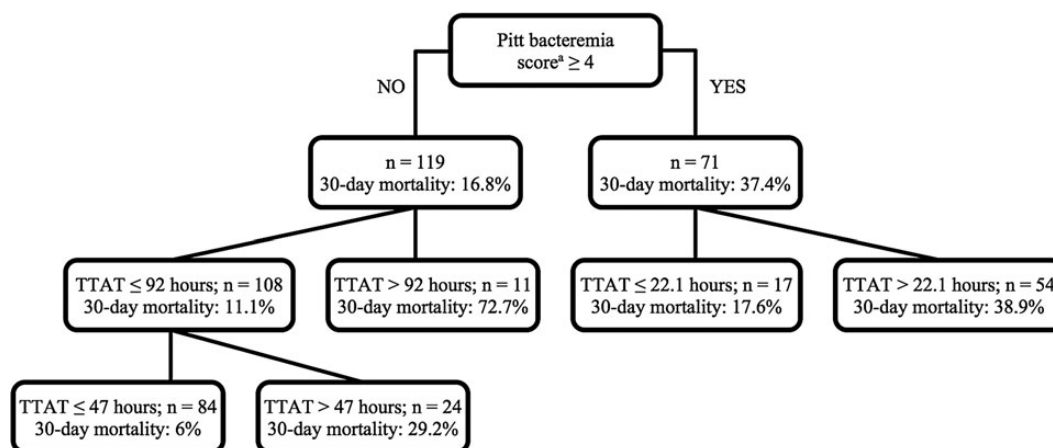 Pitt bacteremia
scoreᵃ ≥ 4
NO
YES
n = 119
30-day mortality: 16.8%
n = 71
30-day mortality: 37.4%
TTAT ≤ 92 hours; n = 108
30-day mortality: 11.1%
TTAT > 92 hours; n = 11
30-day mortality: 72.7%
TTAT ≤ 22.1 hours; n = 17
30-day mortality: 17.6%
TTAT > 22.1 hours; n = 54
30-day mortality: 38.9%
TTAT ≤ 47 hours; n = 84
30-day mortality: 6%
TTAT > 47 hours; n = 24
30-day mortality: 29.2%